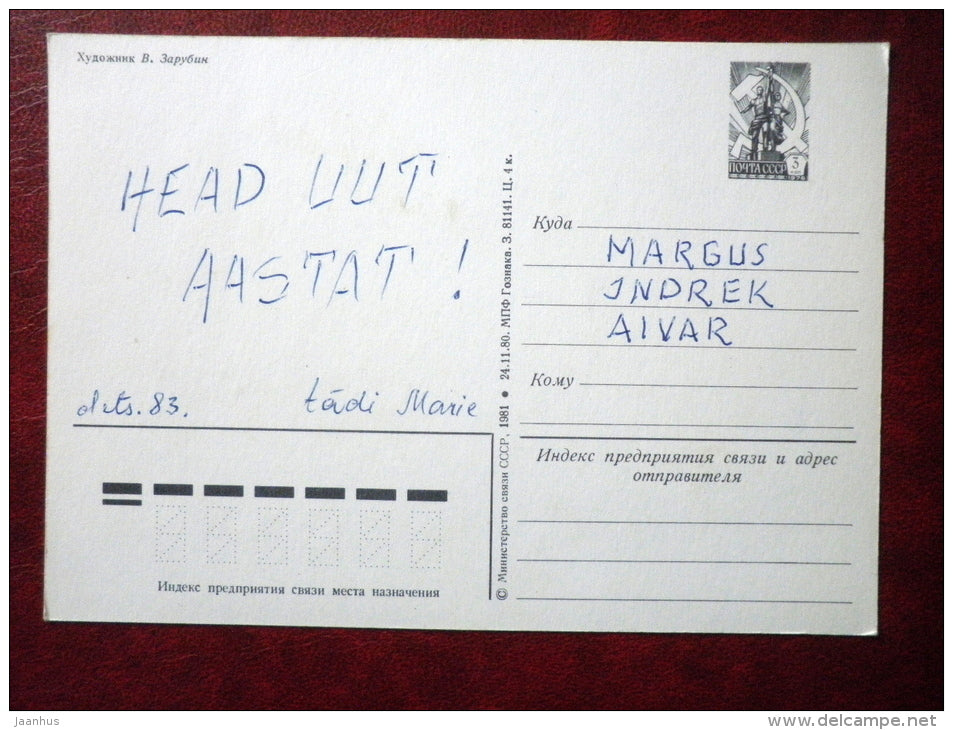 Художник В. Зарубин
HEAD UUT
AASTAT!
dets. 83.
tädi Marie
Индекс предприятия связи места назначения
© Министерство связи СССР, 1981 ● 24.11.80. МПФ Гознака. З. 81141. Ц. 4 к.
ПОЧТА СССР
3
Куда
MARGUS
INDREK
AIVAR
Кому
Индекс предприятия связи и адрес
отправителя
Jaanhus
www.delcampe.net